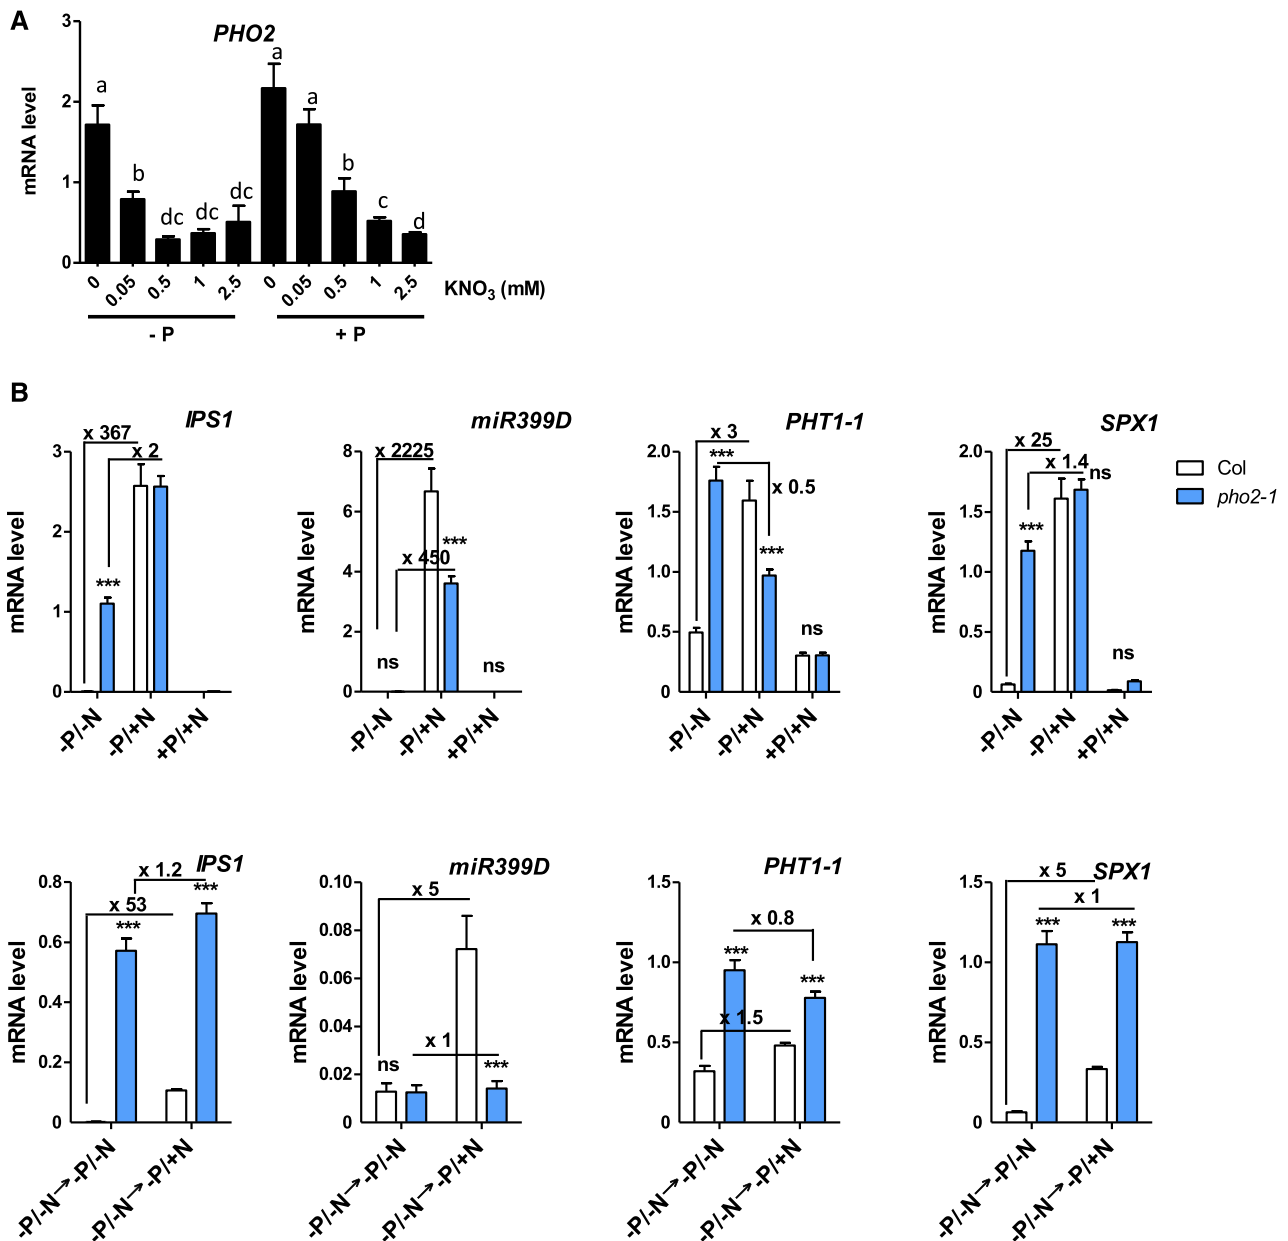 A
PHO2
mRNA level
3
2
1
0
a
b
dc
dc
dc
a
a
b
c
d
0
0.05
0.5
1
2.5
0
0.05
0.5
1
2.5
KNO3 (mM)
- P
+ P
B
IPS1
mRNA level
3
2
1
0
x 367
x 2
***
-P/-N
-P/+N
+P/+N
miR399D
mRNA level
8
6
4
2
0
x 2225
x 450
***
ns
ns
-P/-N
-P/+N
+P/+N
PHT1-1
mRNA level
2.0
1.5
1.0
0.5
0
x 3
***
x 0.5
***
ns
-P/-N
-P/+N
+P/+N
SPX1
mRNA level
2.0
1.5
1.0
0.5
0
x 25
x 1.4
ns
***
ns
-P/-N
-P/+N
+P/+N
Col
pho2-1
IPS1
mRNA level
0.8
0.6
0.4
0.2
0
x 1.2
***
x 53
***
-P/-N→-P/-N
-P/-N→-P/+N
miR399D
mRNA level
0.10
0.08
0.06
0.04
0.02
0
x 5
x 1
ns
***
-P/-N→-P/-N
-P/-N→-P/+N
PHT1-1
mRNA level
1.5
1.0
0.5
0
x 0.8
***
***
x 1.5
-P/-N→-P/-N
-P/-N→-P/+N
SPX1
mRNA level
1.5
1.0
0.5
0
x 5
x 1
***
***
-P/-N→-P/-N
-P/-N→-P/+N